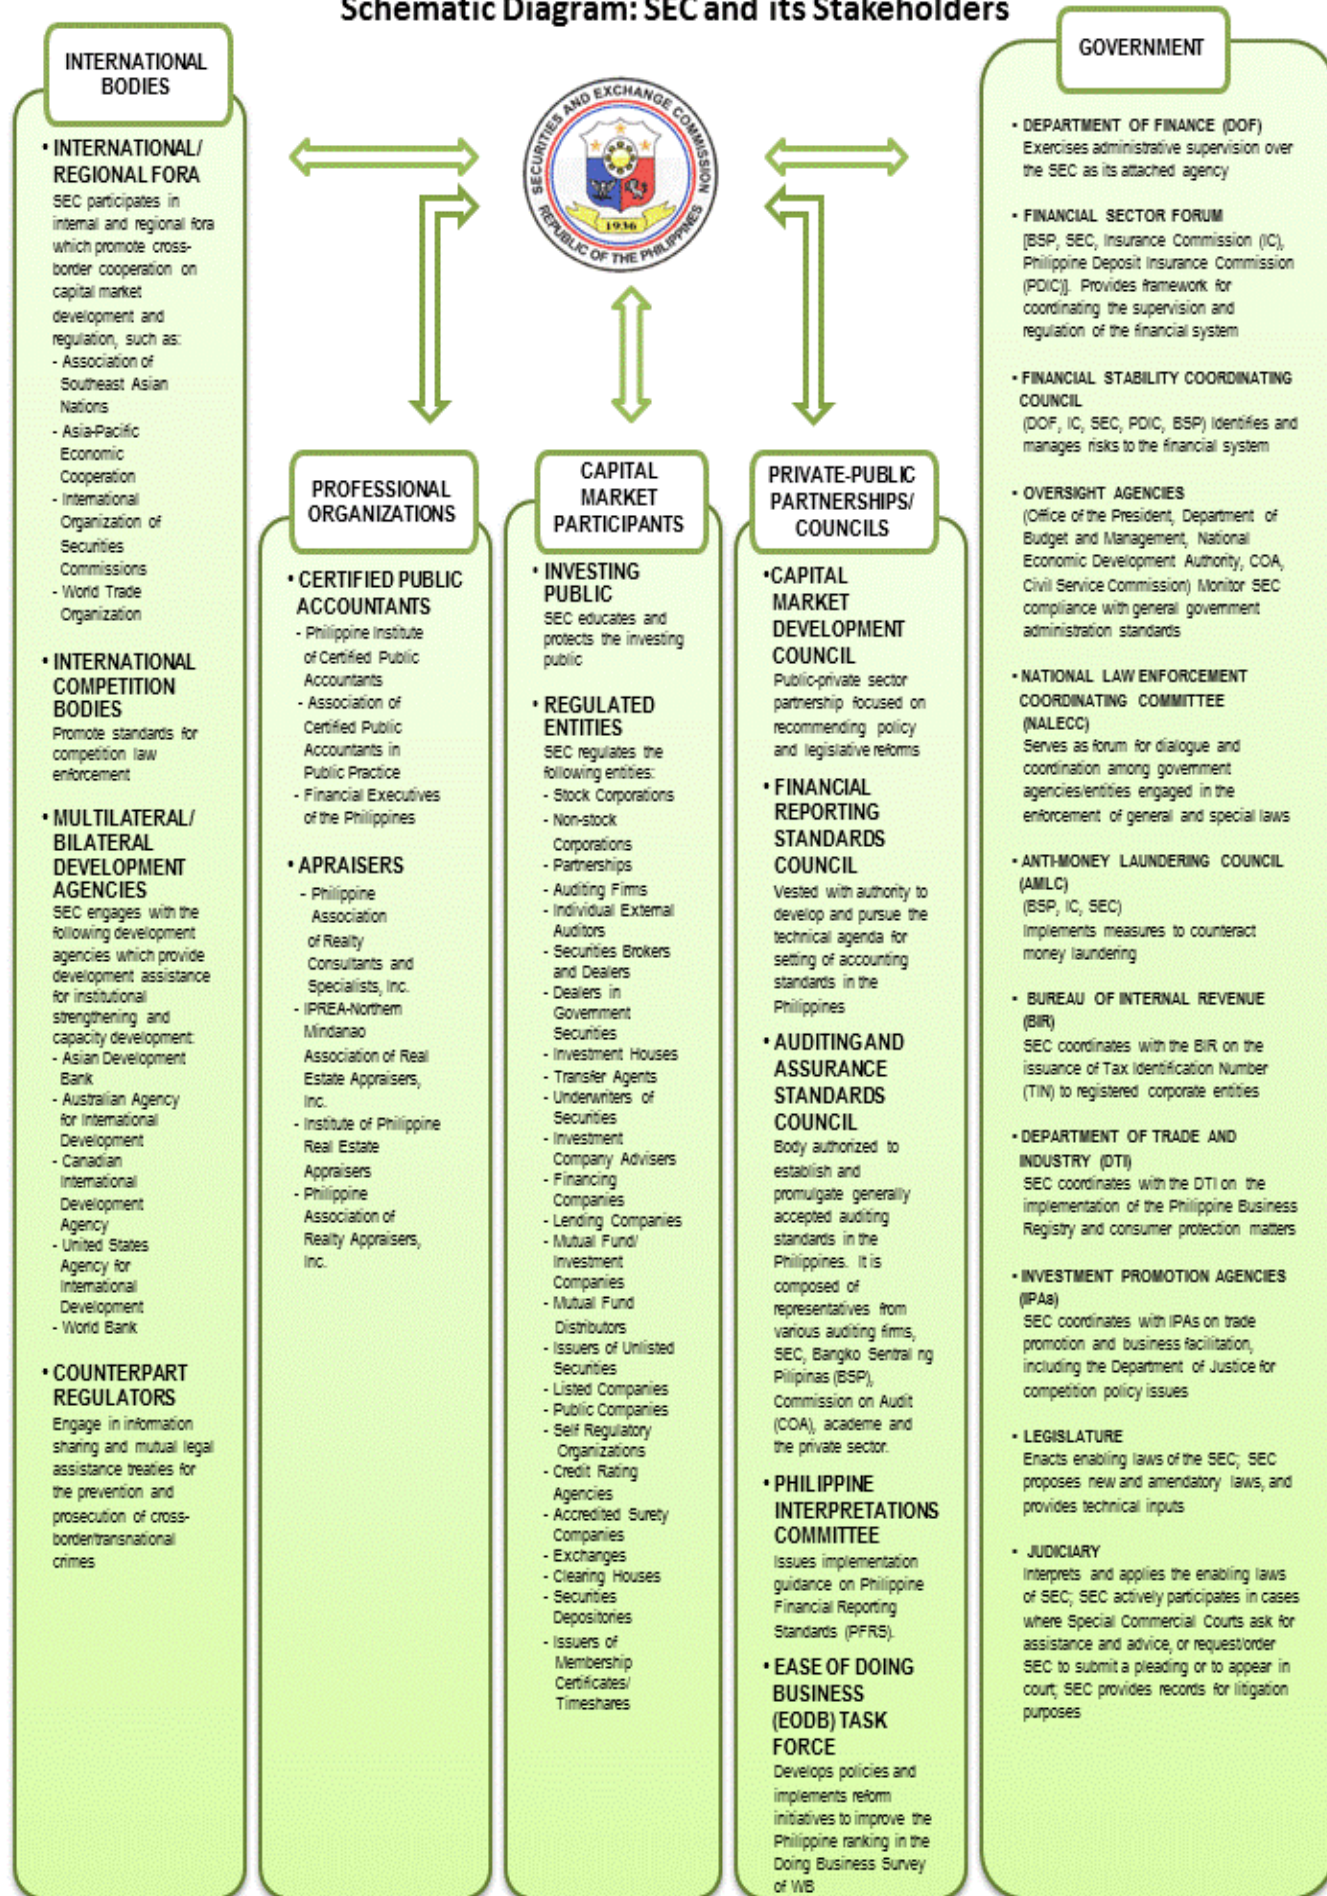 Schematic Diagram: SEC and its Stakeholders
INTERNATIONAL
BODIES
• INTERNATIONAL/
REGIONAL FORA
SEC participates in
internal and regional fora
which promote cross-
border cooperation on
capital market
development and
regulation, such as:
- Association of
Southeast Asian
Nations
- Asia-Pacific
Economic
Cooperation
- International
Organization of
Securities
Commissions
- World Trade
Organization
• INTERNATIONAL
COMPETITION
BODIES
Promote standards for
competition law
enforcement
• MULTILATERAL/
BILATERAL
DEVELOPMENT
AGENCIES
SEC engages with the
following development
agencies which provide
development assistance
for institutional
strengthening and
capacity development:
- Asian Development
Bank
- Australian Agency
for International
Development
- Canadian
International
Development
Agency
- United States
Agency for
International
Development
- World Bank
• COUNTERPART
REGULATORS
Engage in information
sharing and mutual legal
assistance treaties for
the prevention and
prosecution of cross-
border/transnational
crimes
SECURITIES AND EXCHANGE COMMISSION
1936
REPUBLIC OF THE PHILIPPINES
PROFESSIONAL
ORGANIZATIONS
• CERTIFIED PUBLIC
ACCOUNTANTS
- Philippine Institute
of Certified Public
Accountants
- Association of
Certified Public
Accountants in
Public Practice
- Financial Executives
of the Philippines
• APRAISERS
- Philippine
Association
of Realty
Consultants and
Specialists, Inc.
- IPREA-Northern
Mindanao
Association of Real
Estate Appraisers,
Inc.
- Institute of Philippine
Real Estate
Appraisers
- Philippine
Association of
Realty Appraisers,
Inc.
CAPITAL
MARKET
PARTICIPANTS
• INVESTING
PUBLIC
SEC educates and
protects the investing
public
• REGULATED
ENTITIES
SEC regulates the
following entities:
- Stock Corporations
- Non-stock
Corporations
- Partnerships
- Auditing Firms
- Individual External
Auditors
- Securities Brokers
and Dealers
- Dealers in
Government
Securities
- Investment Houses
- Transfer Agents
- Underwriters of
Securities
- Investment
Company Advisers
- Financing
Companies
- Lending Companies
- Mutual Fund/
Investment
Companies
- Mutual Fund
Distributors
- Issuers of Unlisted
Securities
- Listed Companies
- Public Companies
- Self Regulatory
Organizations
- Credit Rating
Agencies
- Accredited Surety
Companies
- Exchanges
- Clearing Houses
- Securities
Depositories
- Issuers of
Membership
Certificates/
Timeshares
PRIVATE-PUBLIC
PARTNERSHIPS/
COUNCILS
•CAPITAL
MARKET
DEVELOPMENT
COUNCIL
Public-private sector
partnership focused on
recommending policy
and legislative reforms
• FINANCIAL
REPORTING
STANDARDS
COUNCIL
Vested with authority to
develop and pursue the
technical agenda for
setting of accounting
standards in the
Philippines
• AUDITING AND
ASSURANCE
STANDARDS
COUNCIL
Body authorized to
establish and
promulgate generally
accepted auditing
standards in the
Philippines. It is
composed of
representatives from
various auditing firms,
SEC, Bangko Sentral ng
Pilipinas (BSP),
Commission on Audit
(COA), academe and
the private sector.
• PHILIPPINE
INTERPRETATIONS
COMMITTEE
Issues implementation
guidance on Philippine
Financial Reporting
Standards (PFRS).
• EASE OF DOING
BUSINESS
(EODB) TASK
FORCE
Develops policies and
implements reform
initiatives to improve the
Philippine ranking in the
Doing Business Survey
of WB
GOVERNMENT
• DEPARTMENT OF FINANCE (DOF)
Exercises administrative supervision over
the SEC as its attached agency
• FINANCIAL SECTOR FORUM
[BSP, SEC, Insurance Commission (IC),
Philippine Deposit Insurance Commission
(PDIC)]. Provides framework for
coordinating the supervision and
regulation of the financial system
• FINANCIAL STABILITY COORDINATING
COUNCIL
(DOF, IC, SEC, PDIC, BSP) Identifies and
manages risks to the financial system
• OVERSIGHT AGENCIES
(Office of the President, Department of
Budget and Management, National
Economic Development Authority, COA,
Civil Service Commission) Monitor SEC
compliance with general government
administration standards
• NATIONAL LAW ENFORCEMENT
COORDINATING COMMITTEE
(NALECC)
Serves as forum for dialogue and
coordination among government
agencies/entities engaged in the
enforcement of general and special laws
• ANTI-MONEY LAUNDERING COUNCIL
(AMLC)
(BSP, IC, SEC)
Implements measures to counteract
money laundering
• BUREAU OF INTERNAL REVENUE
(BIR)
SEC coordinates with the BIR on the
issuance of Tax Identification Number
(TIN) to registered corporate entities
• DEPARTMENT OF TRADE AND
INDUSTRY (DTI)
SEC coordinates with the DTI on the
implementation of the Philippine Business
Registry and consumer protection matters
• INVESTMENT PROMOTION AGENCIES
(IPAs)
SEC coordinates with IPAs on trade
promotion and business facilitation,
including the Department of Justice for
competition policy issues
• LEGISLATURE
Enacts enabling laws of the SEC; SEC
proposes new and amendatory laws, and
provides technical inputs
• JUDICIARY
Interprets and applies the enabling laws
of SEC; SEC actively participates in cases
where Special Commercial Courts ask for
assistance and advice, or request/order
SEC to submit a pleading or to appear in
court; SEC provides records for litigation
purposes